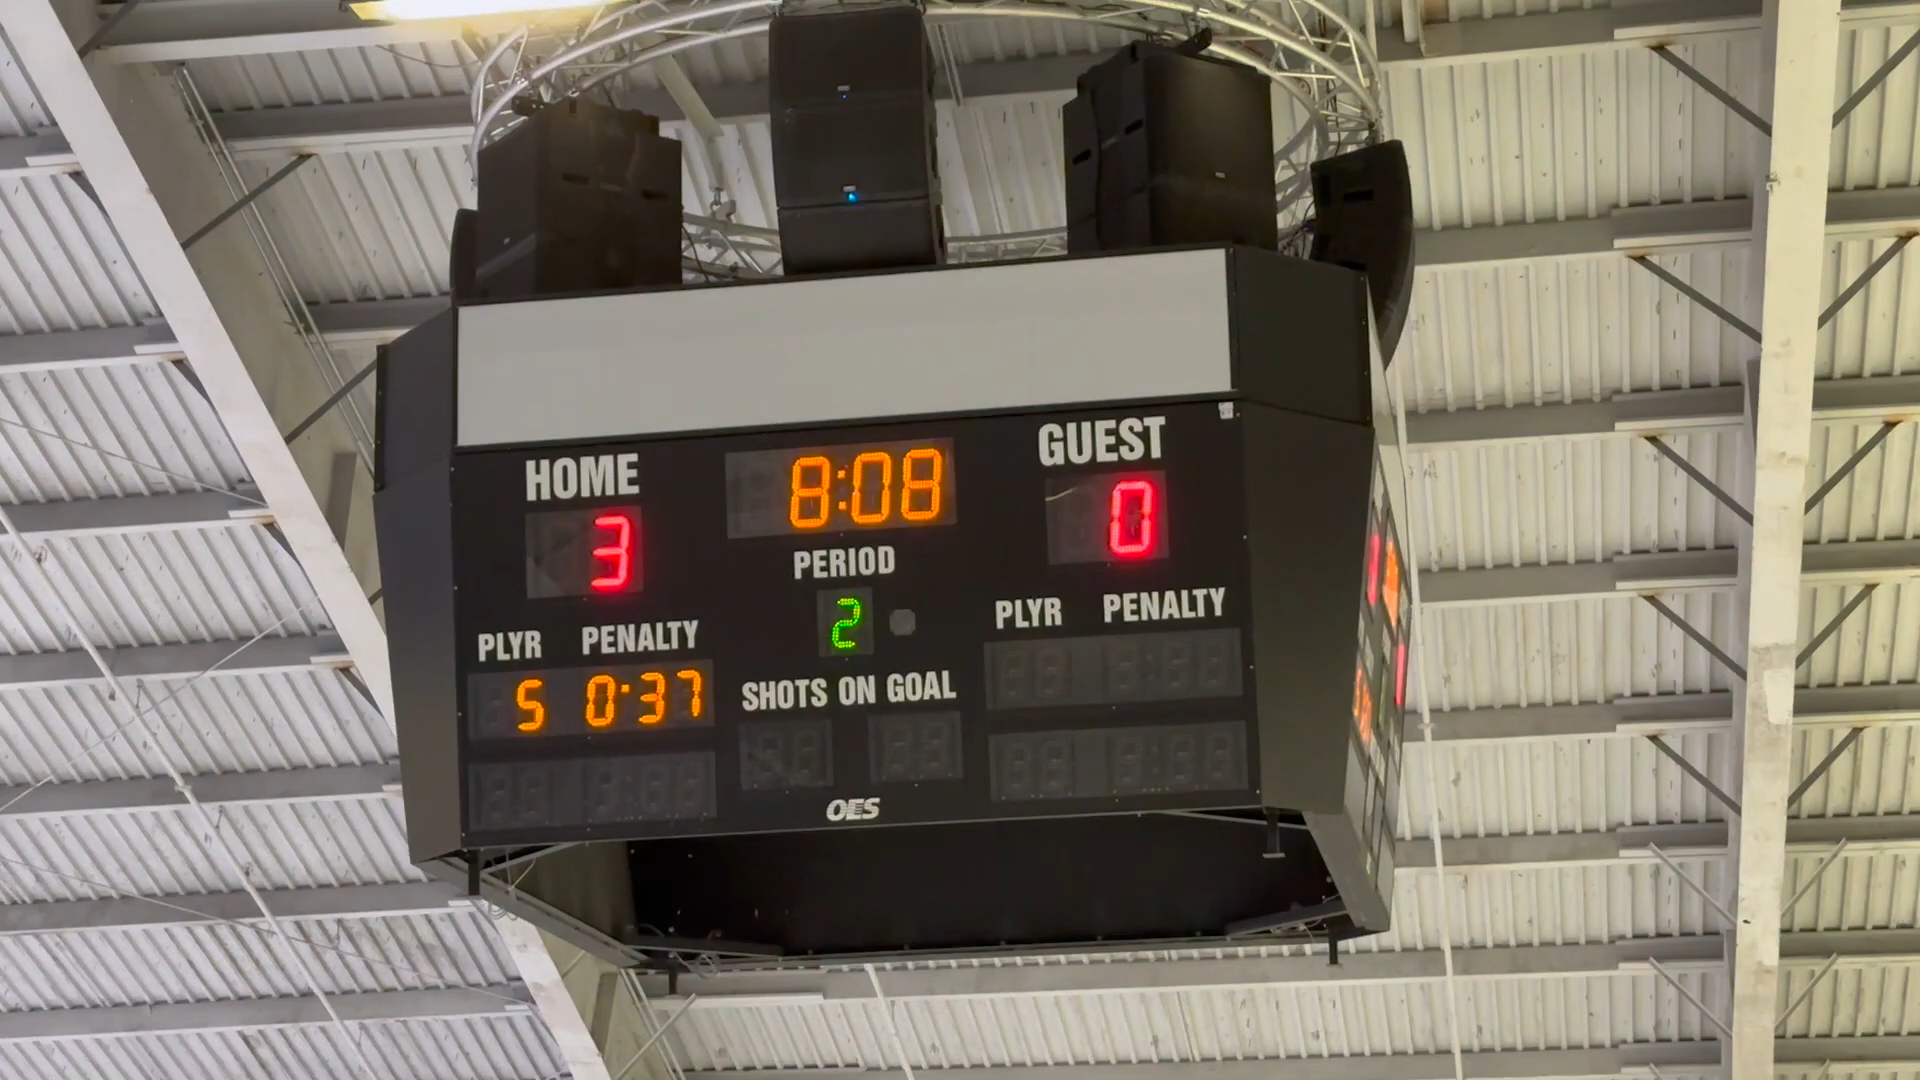 HOME
8:08
GUEST
3
0
PERIOD
2
PLYR PENALTY
PLYR PENALTY
5 0:37
SHOTS ON GOAL
OES